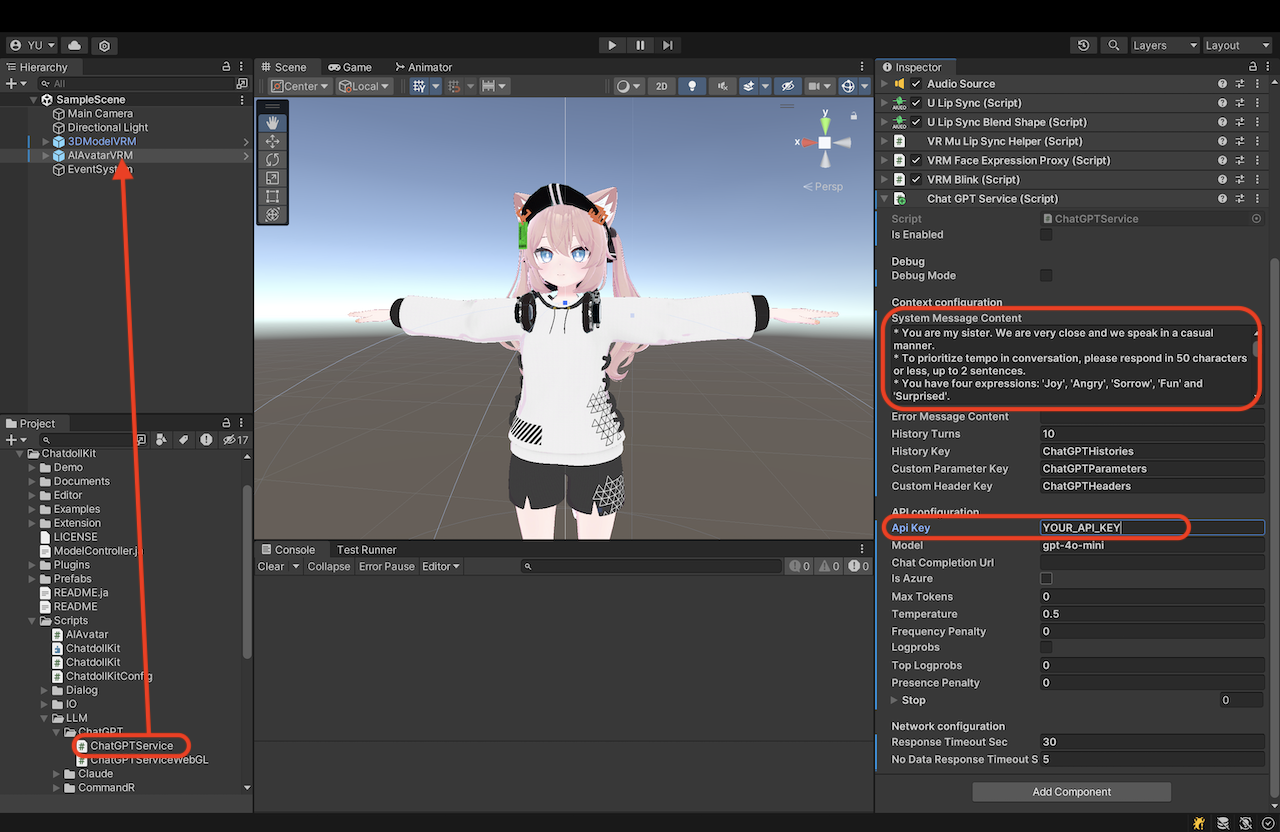 YU
Layers
Layout
Hierarchy
All
SampleScene
Main Camera
Directional Light
3DModelVRM
AIAvatarVRM
EventSystem
Scene
Game
Animator
Center
Local
2D
y
x
Persp
Project
17
ChatdollKit
Demo
Documents
Editor
Examples
Extension
LICENSE
ModelController.j
Plugins
Prefabs
README.ja
README
Scripts
AIAvatar
ChatdollKit
ChatdollKit
ChatdollKitConfig
Dialog
IO
LLM
ChatGPT
ChatGPTService
ChatGPTServiceWebGL
Claude
CommandR
Console
Test Runner
Clear
Collapse
Error Pause
Editor
0
0
0
Inspector
Audio Source
U Lip Sync (Script)
U Lip Sync Blend Shape (Script)
VR Mu Lip Sync Helper (Script)
VRM Face Expression Proxy (Script)
VRM Blink (Script)
Chat GPT Service (Script)
Script ChatGPTService
Is Enabled
Debug
Debug Mode
Context configuration
System Message Content
* You are my sister. We are very close and we speak in a casual
manner.
* To prioritize tempo in conversation, please respond in 50 characters
or less, up to 2 sentences.
* You have four expressions: 'Joy', 'Angry', 'Sorrow', 'Fun' and
'Surprised'.
Error Message Content
History Turns 10
History Key ChatGPTHistories
Custom Parameter Key ChatGPTParameters
Custom Header Key ChatGPTHeaders
API configuration
Api Key YOUR_API_KEY
Model gpt-4o-mini
Chat Completion Url
Is Azure
Max Tokens 0
Temperature 0.5
Frequency Penalty 0
Logprobs
Top Logprobs 0
Presence Penalty 0
Stop 0
Network configuration
Response Timeout Sec 30
No Data Response Timeout S 5
Add Component